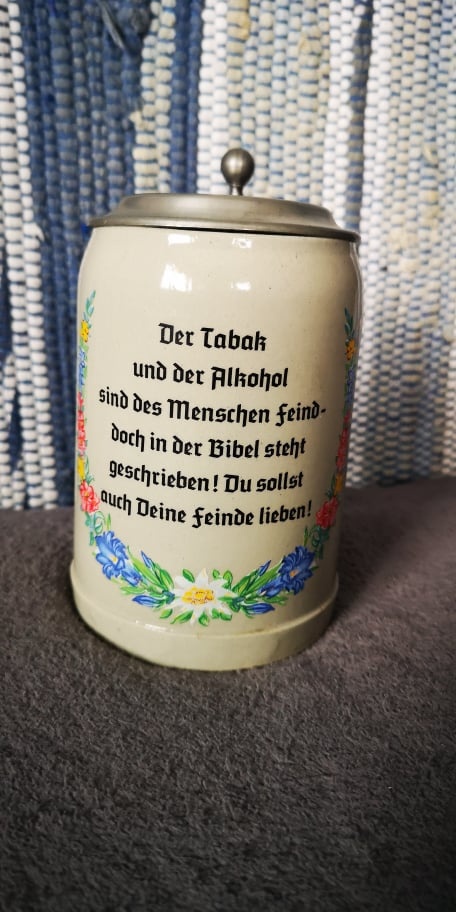 Der Tabak
und der Alkohol
sind des Menschen Feind-
doch in der Bibel steht
geschrieben! Du sollst
auch Deine Feinde lieben!